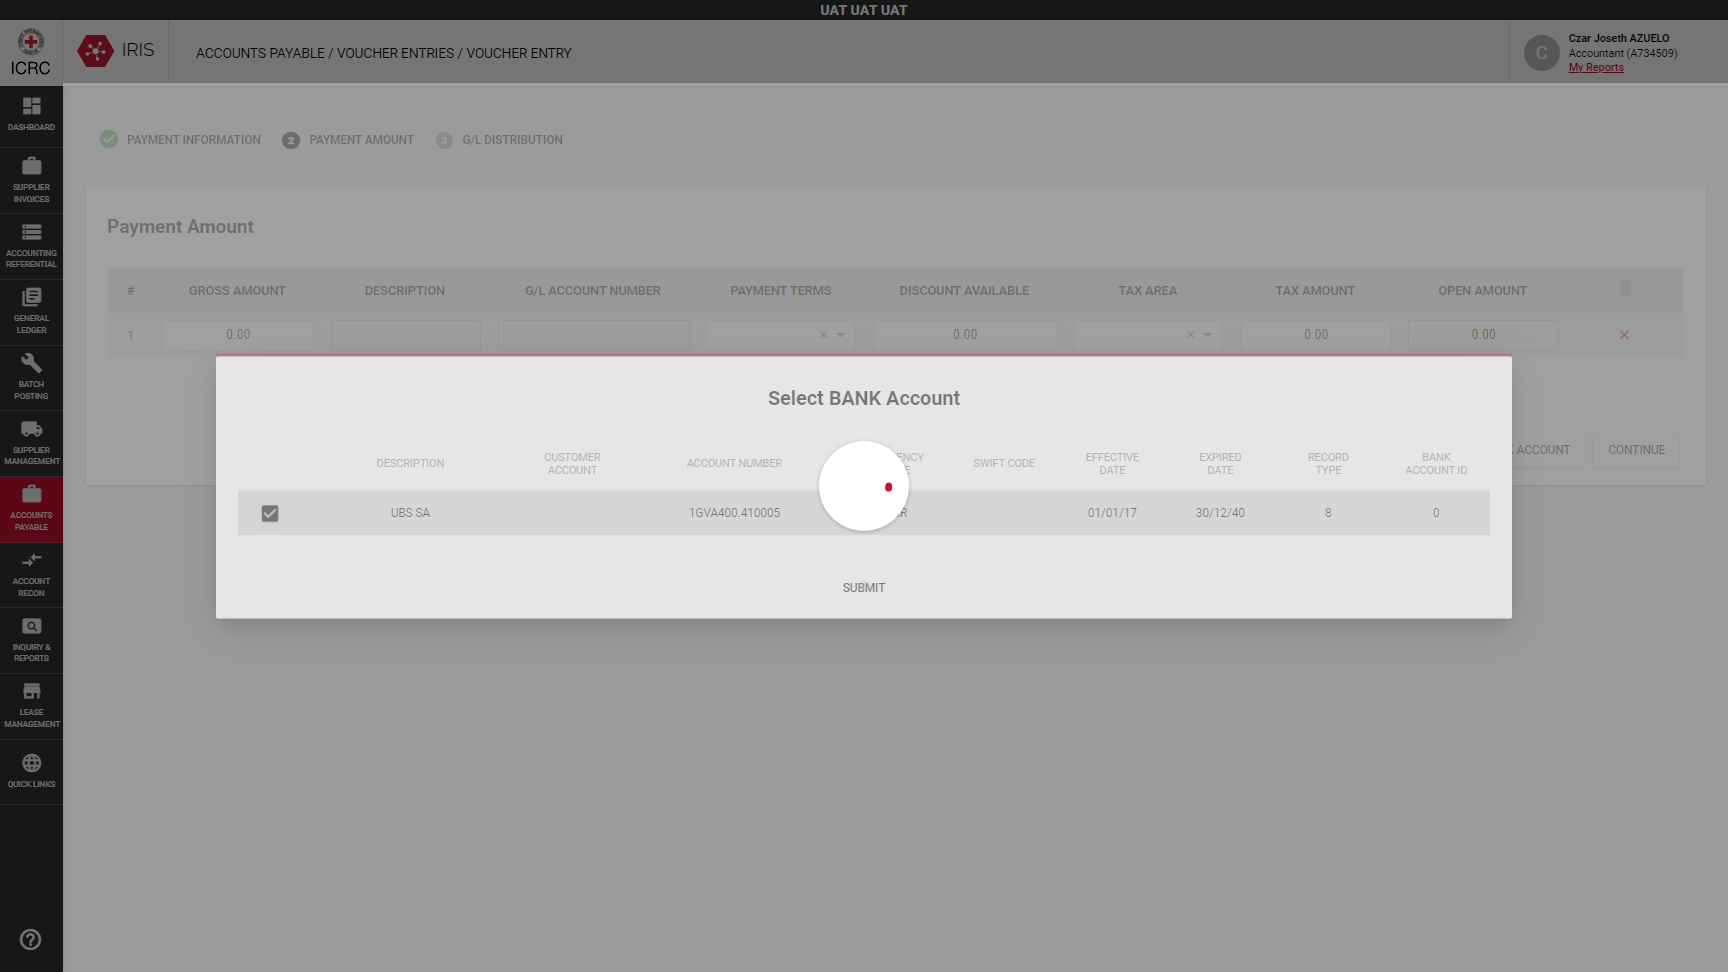 UAT UAT UAT
ICRC
IRIS
ACCOUNTS PAYABLE / VOUCHER ENTRIES / VOUCHER ENTRY
C
Czar Joseth AZUELO
Accountant (A734509)
My Reports
DASHBOARD
SUPPLIER
INVOICES
ACCOUNTING
REFERENTIAL
GENERAL
LEDGER
BATCH
POSTING
SUPPLIER
MANAGEMENT
ACCOUNTS
PAYABLE
ACCOUNT
RECON
INQUIRY &
REPORTS
LEASE
MANAGEMENT
QUICK LINKS
PAYMENT INFORMATION
2 PAYMENT AMOUNT
3 G/L DISTRIBUTION
Payment Amount
# GROSS AMOUNT DESCRIPTION G/L ACCOUNT NUMBER PAYMENT TERMS DISCOUNT AVAILABLE TAX AREA TAX AMOUNT OPEN AMOUNT
1 0.00 0.00 0.00 0.00
ACCOUNT CONTINUE
Select BANK Account
DESCRIPTION
CUSTOMER
ACCOUNT
ACCOUNT NUMBER
SWIFT CODE
EFFECTIVE
DATE
EXPIRED
DATE
RECORD
TYPE
BANK
ACCOUNT ID
UBS SA 1GVA400.410005 01/01/17 30/12/40 8 0
SUBMIT